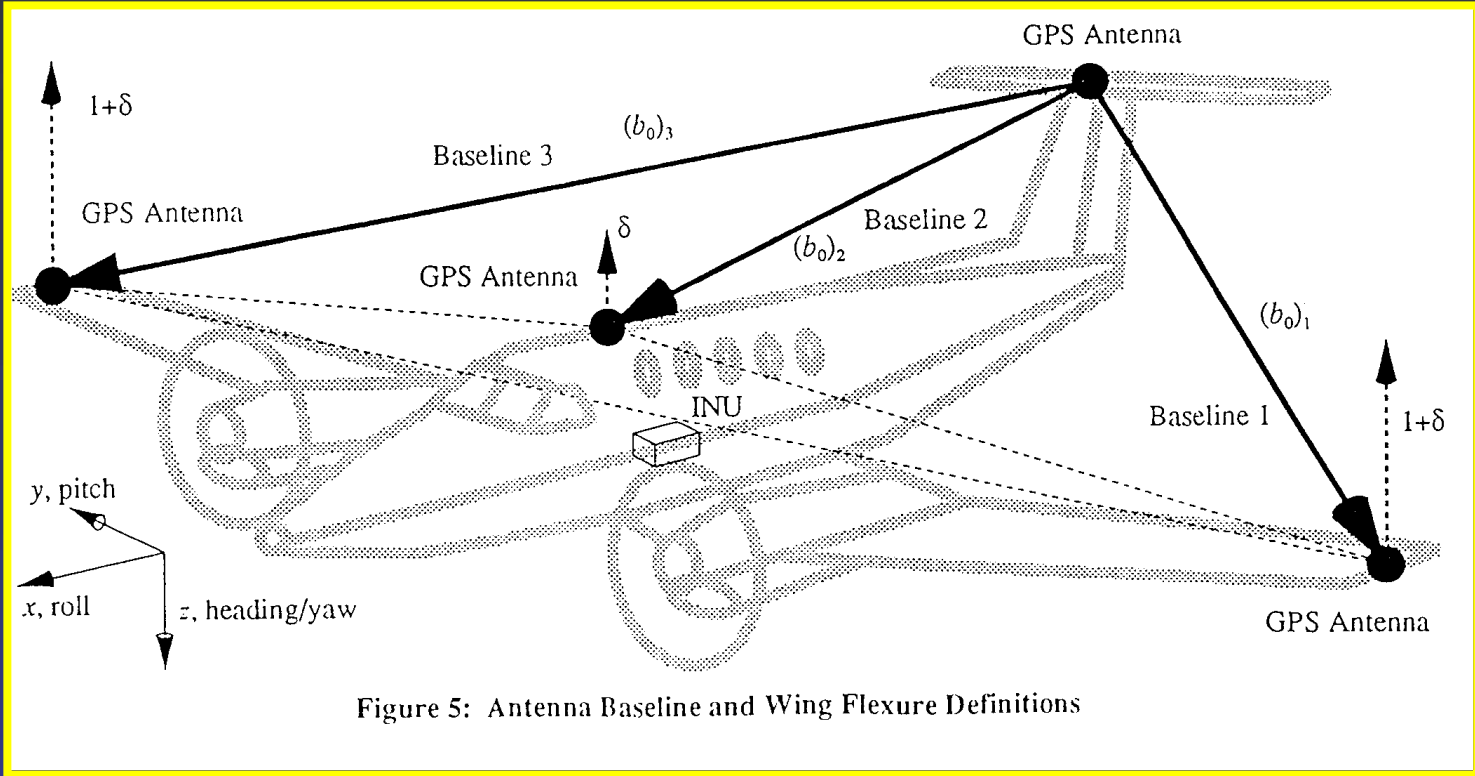 GPS Antenna
1+δ
(b₀)₃
Baseline 3
GPS Antenna
δ
Baseline 2
(b₀)₂
GPS Antenna
(b₀)₁
INU
Baseline 1
1+δ
y, pitch
x, roll
z, heading/yaw
GPS Antenna
Figure 5: Antenna Baseline and Wing Flexure Definitions